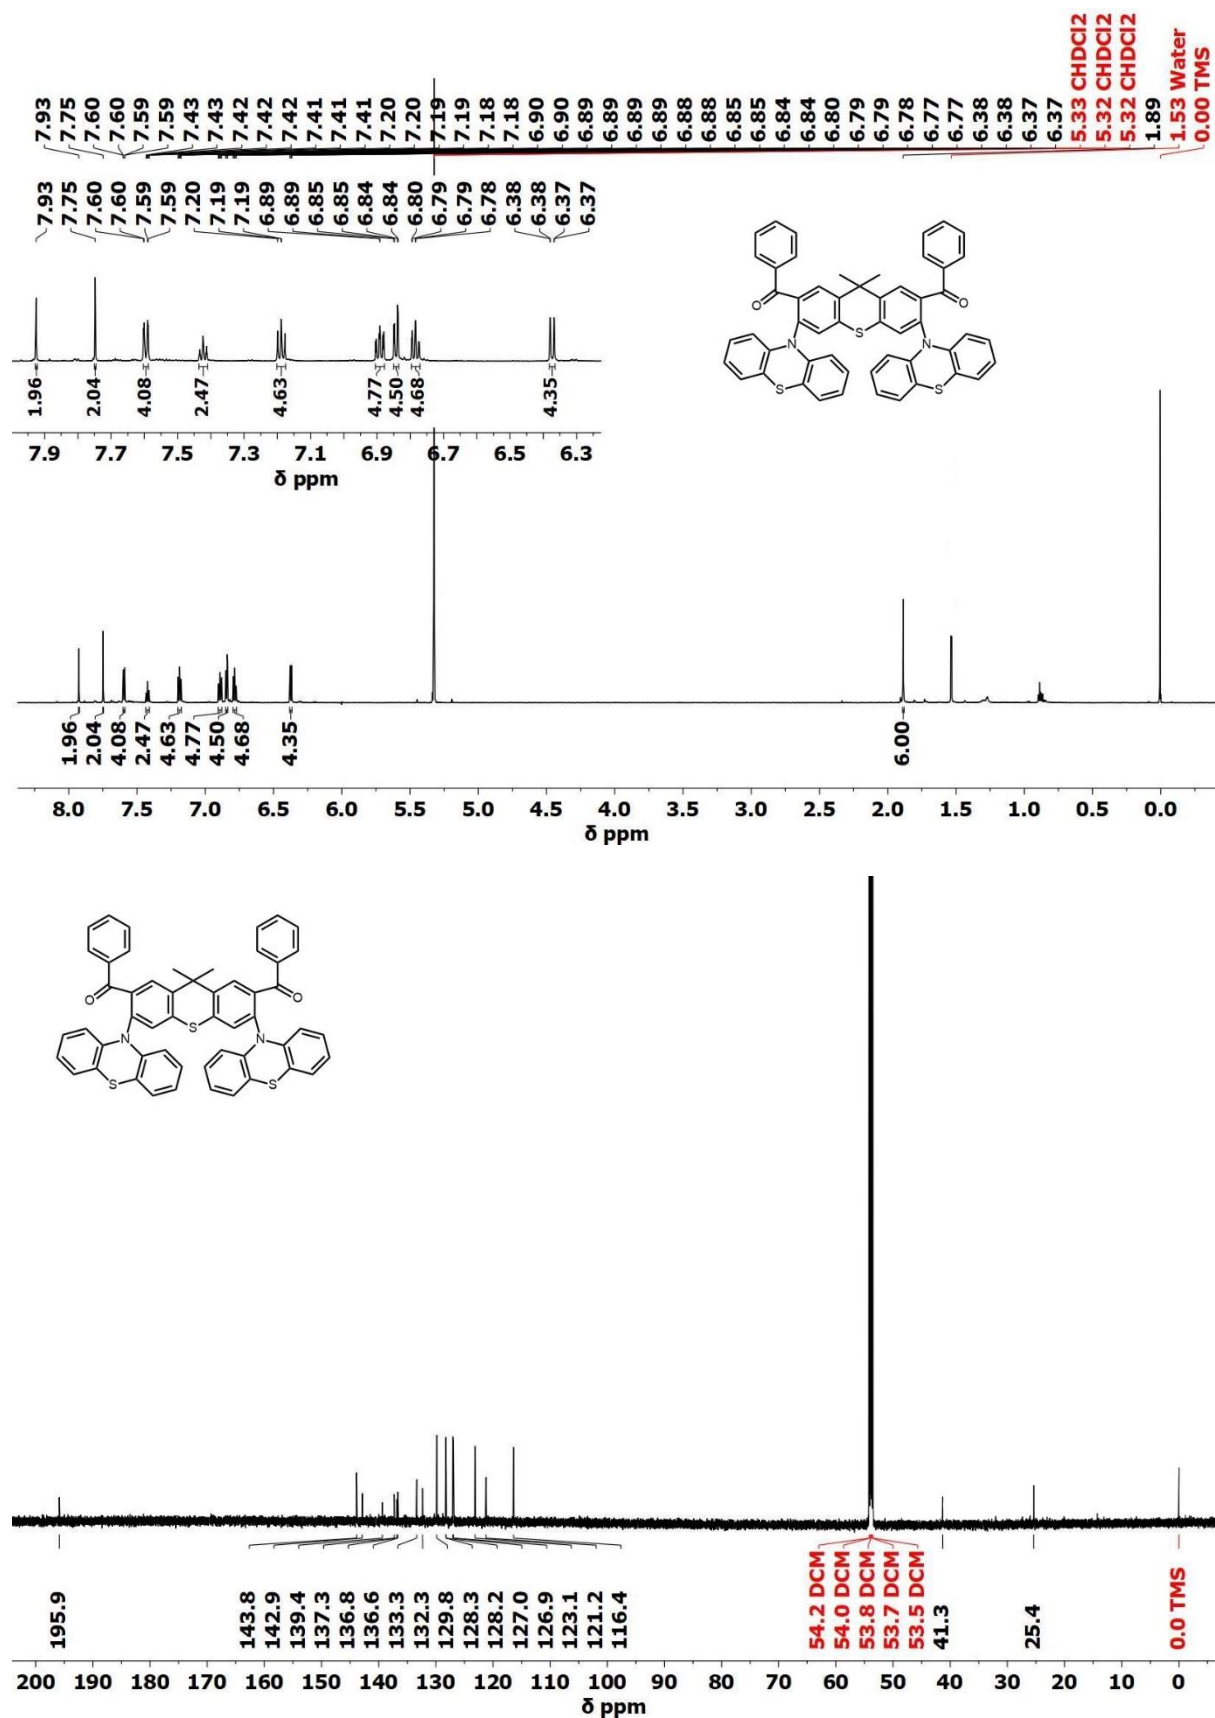 7.93 7.75 7.60 7.60 7.59 7.59 7.43 7.43 7.42 7.42 7.42 7.41 7.41 7.41 7.20 7.20 7.19 7.19 7.18 7.18 6.90 6.90 6.89 6.89 6.89 6.89 6.88 6.88 6.85 6.85 6.84 6.84 6.80 6.79 6.79 6.78 6.77 6.77 6.38 6.38 6.37 6.37 5.33 CHDCl2 5.32 CHDCl2 5.32 CHDCl2 1.89 1.53 Water 0.00 TMS
7.93 7.75 7.60 7.60 7.59 7.59 7.20 7.19 7.19 6.89 6.89 6.85 6.85 6.84 6.84 6.80 6.79 6.79 6.78 6.38 6.38 6.37 6.37
O O
S
N N
S S
1.96 2.04 4.08 2.47 4.63 4.77 4.50 4.68 4.35
7.9 7.7 7.5 7.3 7.1 6.9 6.7 6.5 6.3
δ ppm
1.96 2.04 4.08 2.47 4.63 4.77 4.50 4.68 4.35 6.00
8.0 7.5 7.0 6.5 6.0 5.5 5.0 4.5 4.0 3.5 3.0 2.5 2.0 1.5 1.0 0.5 0.0
δ ppm
O O
S
N N
S S
195.9 143.8 142.9 139.4 137.3 136.8 136.6 133.3 132.3 129.8 128.3 128.2 127.0 126.9 123.1 121.2 116.4 54.2 DCM 54.0 DCM 53.8 DCM 53.7 DCM 53.5 DCM 41.3 25.4 0.0 TMS
200 190 180 170 160 150 140 130 120 110 100 90 80 70 60 50 40 30 20 10 0
δ ppm